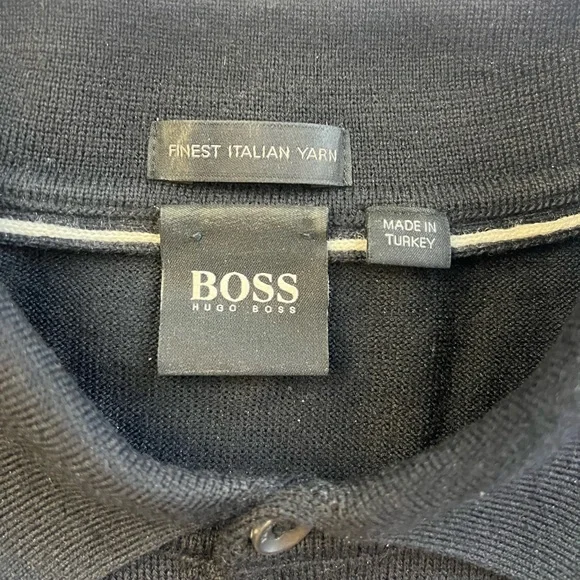 FINEST ITALIAN YARN
BOSS
HUGO BOSS
MADE IN
TURKEY